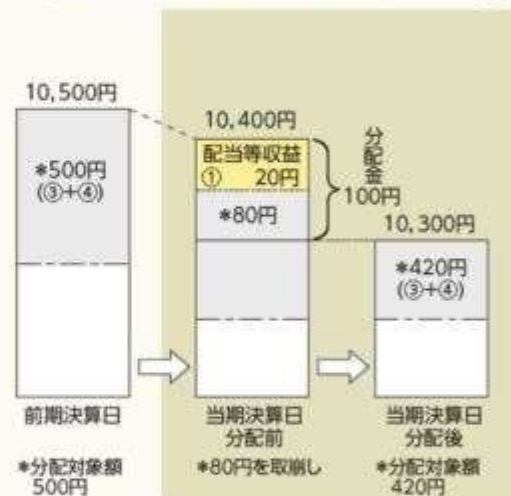 10,500円
*500円
(③+④)
10,400円
配当等収益
① 20円
*80円
分配金
100円
10,300円
*420円
(③+④)
前期決算日
当期決算日
分配前
当期決算日
分配後
*分配対象額
500円
*80円を取崩し
*分配対象額
420円